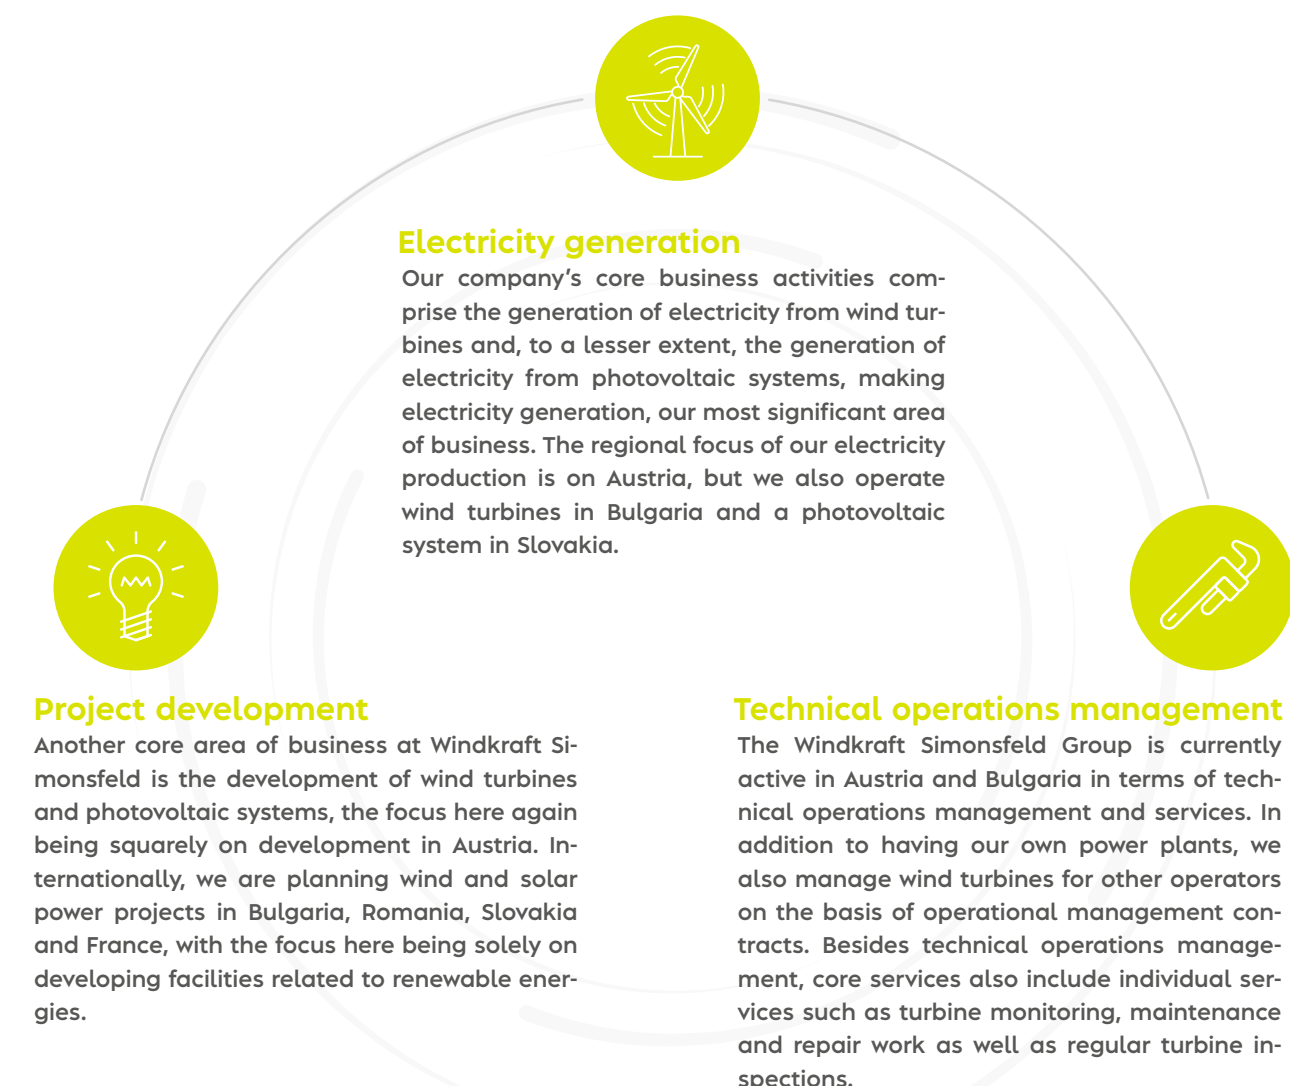 Electricity generation
Our company's core business activities com-
prise the generation of electricity from wind tur-
bines and, to a lesser extent, the generation of
electricity from photovoltaic systems, making
electricity generation, our most significant area
of business. The regional focus of our electricity
production is on Austria, but we also operate
wind turbines in Bulgaria and a photovoltaic
system in Slovakia.
Project development
Another core area of business at Windkraft Si-
monsfeld is the development of wind turbines
and photovoltaic systems, the focus here again
being squarely on development in Austria. In-
ternationally, we are planning wind and solar
power projects in Bulgaria, Romania, Slovakia
and France, with the focus here being solely on
developing facilities related to renewable ener-
gies.
Technical operations management
The Windkraft Simonsfeld Group is currently
active in Austria and Bulgaria in terms of tech-
nical operations management and services. In
addition to having our own power plants, we
also manage wind turbines for other operators
on the basis of operational management con-
tracts. Besides technical operations manage-
ment, core services also include individual ser-
vices such as turbine monitoring, maintenance
and repair work as well as regular turbine in-
spections.